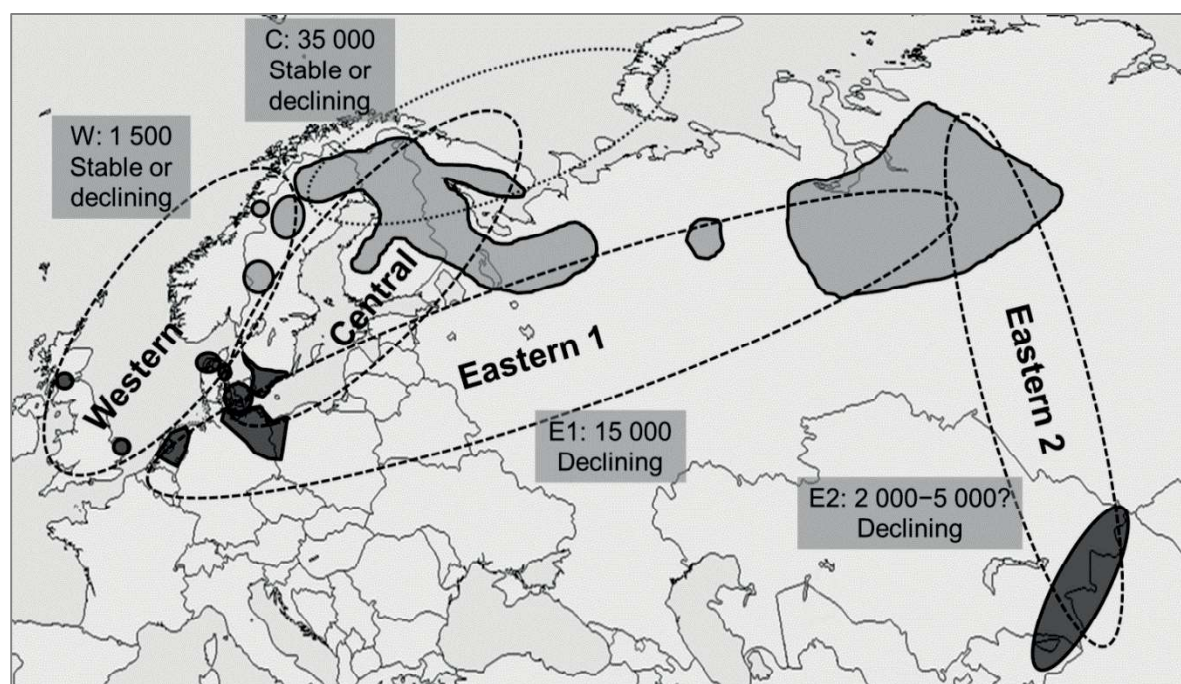 C: 35 000
Stable or
declining
W: 1 500
Stable or
declining
Western
Central
Eastern 1
Eastern 2
E1: 15 000
Declining
E2: 2 000−5 000?
Declining